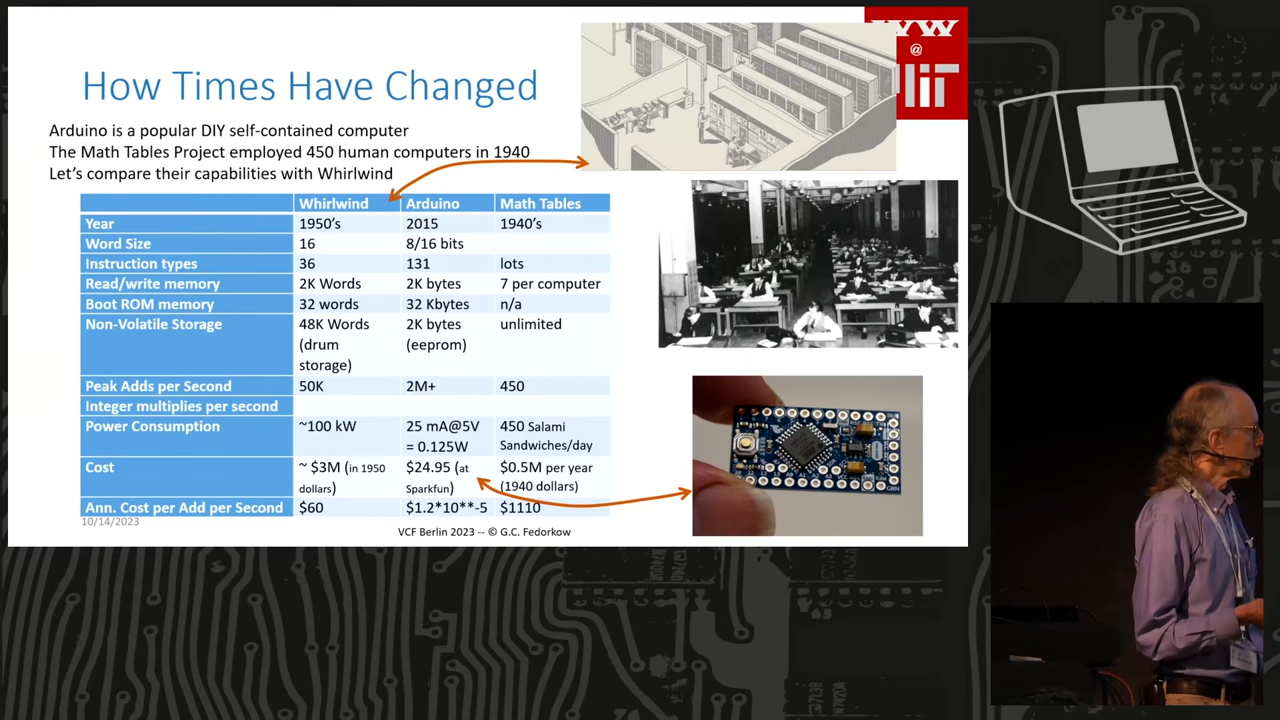 How Times Have Changed
Arduino is a popular DIY self-contained computer
The Math Tables Project employed 450 human computers in 1940
Let's compare their capabilities with Whirlwind
WW
@
Whirlwind Arduino Math Tables
Year 1950's 2015 1940's
Word Size 16 8/16 bits
Instruction types 36 131 lots
Read/write memory 2K Words 2K bytes 7 per computer
Boot ROM memory 32 words 32 Kbytes n/a
Non-Volatile Storage 48K Words 2K bytes unlimited
(drum (eeprom)
storage)
Peak Adds per Second 50K 2M+ 450
Integer multiplies per second
Power Consumption ~100 kW 25 mA@5V 450 Salami
= 0.125W Sandwiches/day
Cost ~ $3M (in 1950 $24.95 (at $0.5M per year
dollars) Sparkfun) (1940 dollars)
Ann. Cost per Add per Second $60 $1.2*10**-5 $1110
10/14/2023
VCF Berlin 2023 -- © G.C. Fedorkow